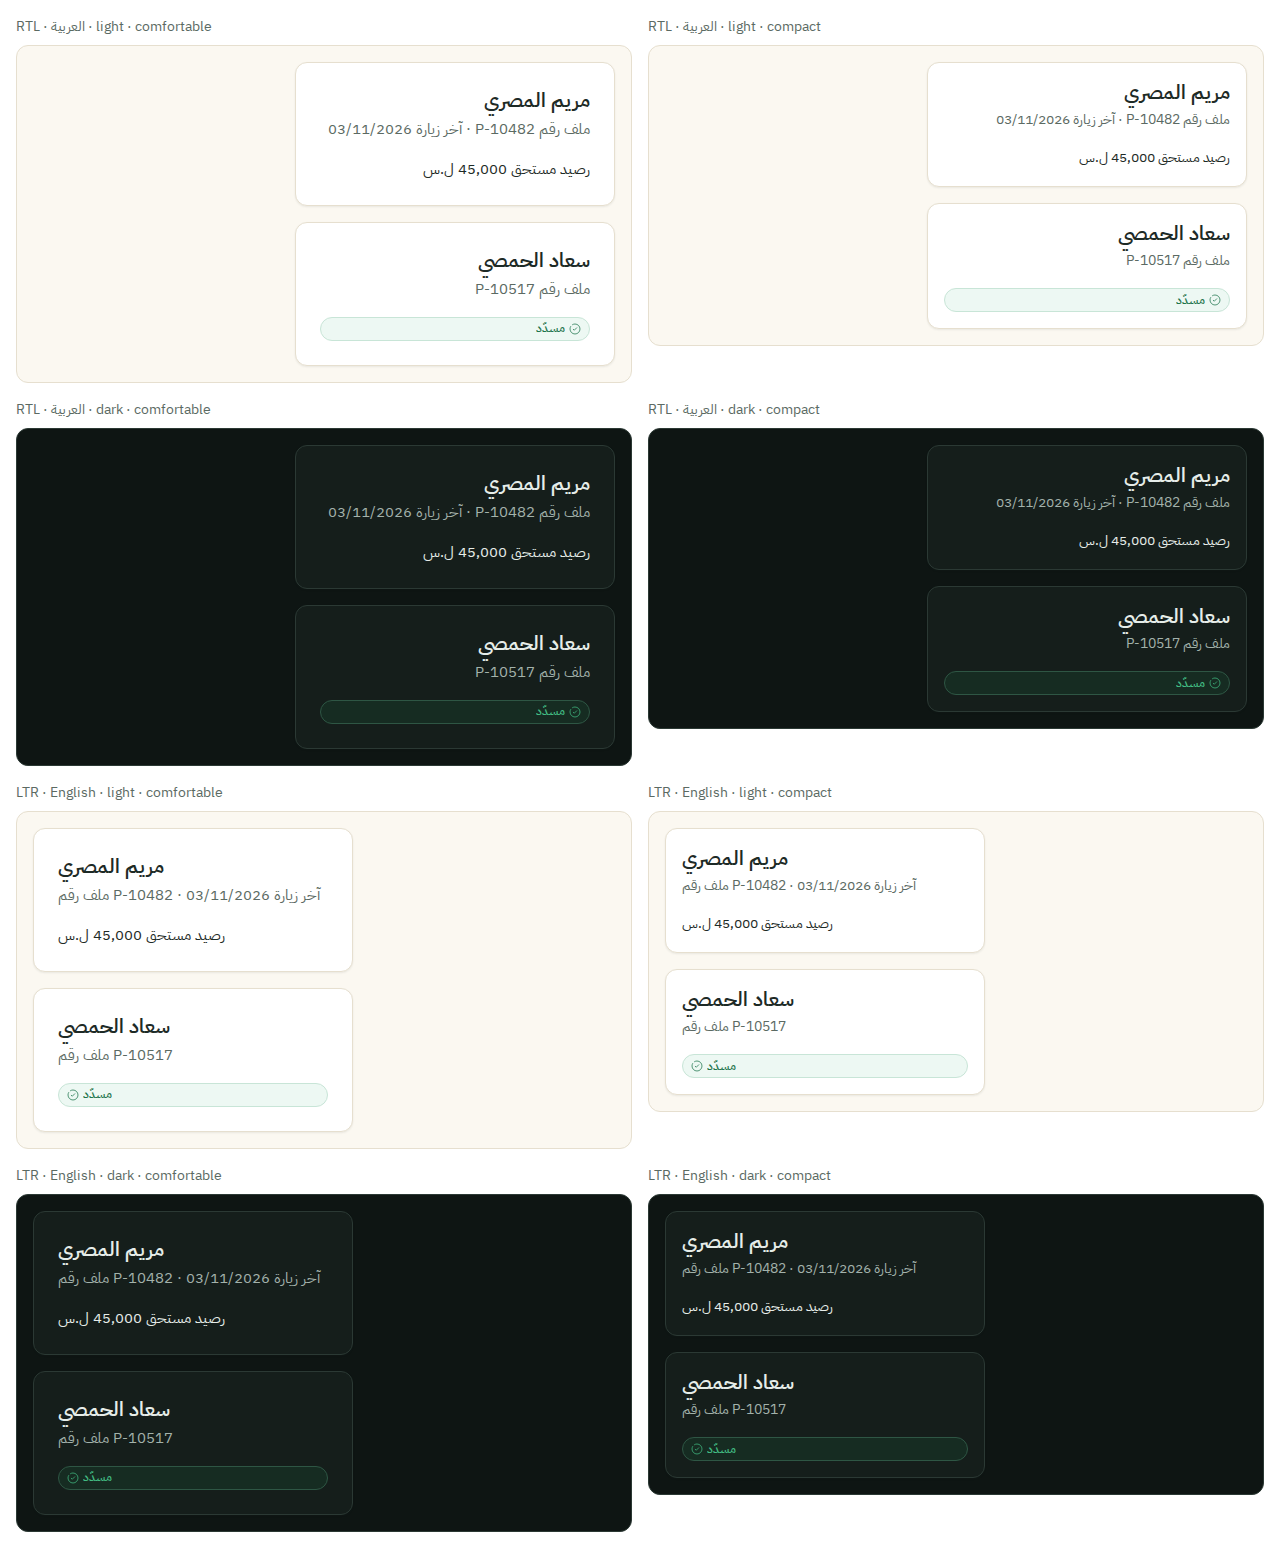 RTL · العربية · light · comfortable
مريم المصري
ملف رقم P-10482 · آخر زيارة 03/11/2026
رصيد مستحق 45,000 ل.س
سعاد الحمصي
ملف رقم P-10517
مسدّد
RTL · العربية · light · compact
مريم المصري
ملف رقم P-10482 · آخر زيارة 03/11/2026
رصيد مستحق 45,000 ل.س
سعاد الحمصي
ملف رقم P-10517
مسدّد
RTL · العربية · dark · comfortable
مريم المصري
ملف رقم P-10482 · آخر زيارة 03/11/2026
رصيد مستحق 45,000 ل.س
سعاد الحمصي
ملف رقم P-10517
مسدّد
RTL · العربية · dark · compact
مريم المصري
ملف رقم P-10482 · آخر زيارة 03/11/2026
رصيد مستحق 45,000 ل.س
سعاد الحمصي
ملف رقم P-10517
مسدّد
LTR · English · light · comfortable
مريم المصري
ملف رقم P-10482 · 03/11/2026 آخر زيارة
رصيد مستحق 45,000 ل.س
سعاد الحمصي
ملف رقم P-10517
مسدّد
LTR · English · light · compact
مريم المصري
ملف رقم P-10482 · 03/11/2026 آخر زيارة
رصيد مستحق 45,000 ل.س
سعاد الحمصي
ملف رقم P-10517
مسدّد
LTR · English · dark · comfortable
مريم المصري
ملف رقم P-10482 · 03/11/2026 آخر زيارة
رصيد مستحق 45,000 ل.س
سعاد الحمصي
ملف رقم P-10517
مسدّد
LTR · English · dark · compact
مريم المصري
ملف رقم P-10482 · 03/11/2026 آخر زيارة
رصيد مستحق 45,000 ل.س
سعاد الحمصي
ملف رقم P-10517
مسدّد